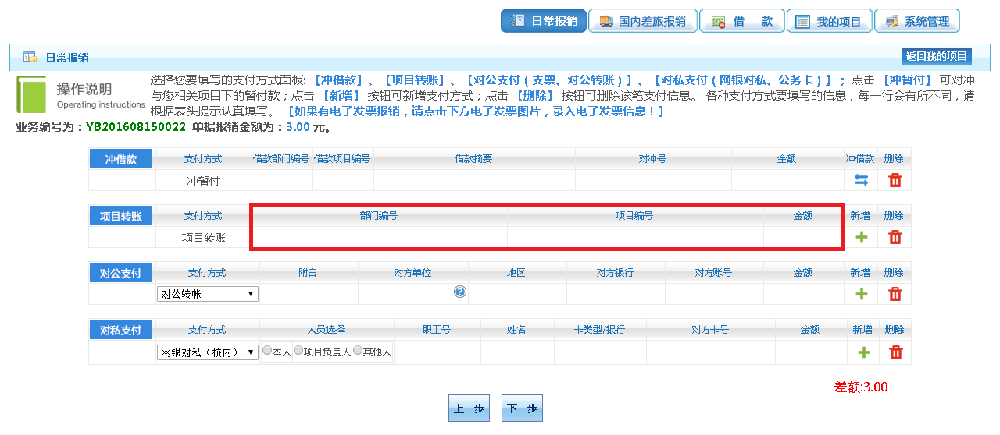 日常报销 国内差旅报销 借 款 我的项目 系统管理
日常报销 返回我的项目
操作说明
Operating instructions
选择您要填写的支付方式面板:【冲借款】、【项目转账】、【对公支付(支票、对公转账)】、【对私支付(网银对私、公务卡)】;点击 【冲暂付】 可对冲
与您相关项目下的暂付款;点击 【新增】 按钮可新增支付方式;点击 【删除】 按钮可删除该笔支付信息。 各种支付方式要填写的信息,每一行会有所不同,请
根据表头提示认真填写。 【如果有电子发票报销,请点击下方电子发票图片,录入电子发票信息!】
业务编号为:YB201608150022 单据报销金额为:3.00 元。
冲借款 支付方式 借款部门编号 借款项目编号 借款摘要 对冲号 金额 冲借款 删除
冲暂付
项目转账 支付方式 部门编号 项目编号 金额 新增 删除
项目转账
对公支付 支付方式 附言 对方单位 地区 对方银行 对方账号 金额 新增 删除
对公转帐
对私支付 支付方式 人员选择 职工号 姓名 卡类型/银行 对方卡号 金额 新增 删除
网银对私(校内) 本人 项目负责人 其他人
差额:3.00
上一步 下一步